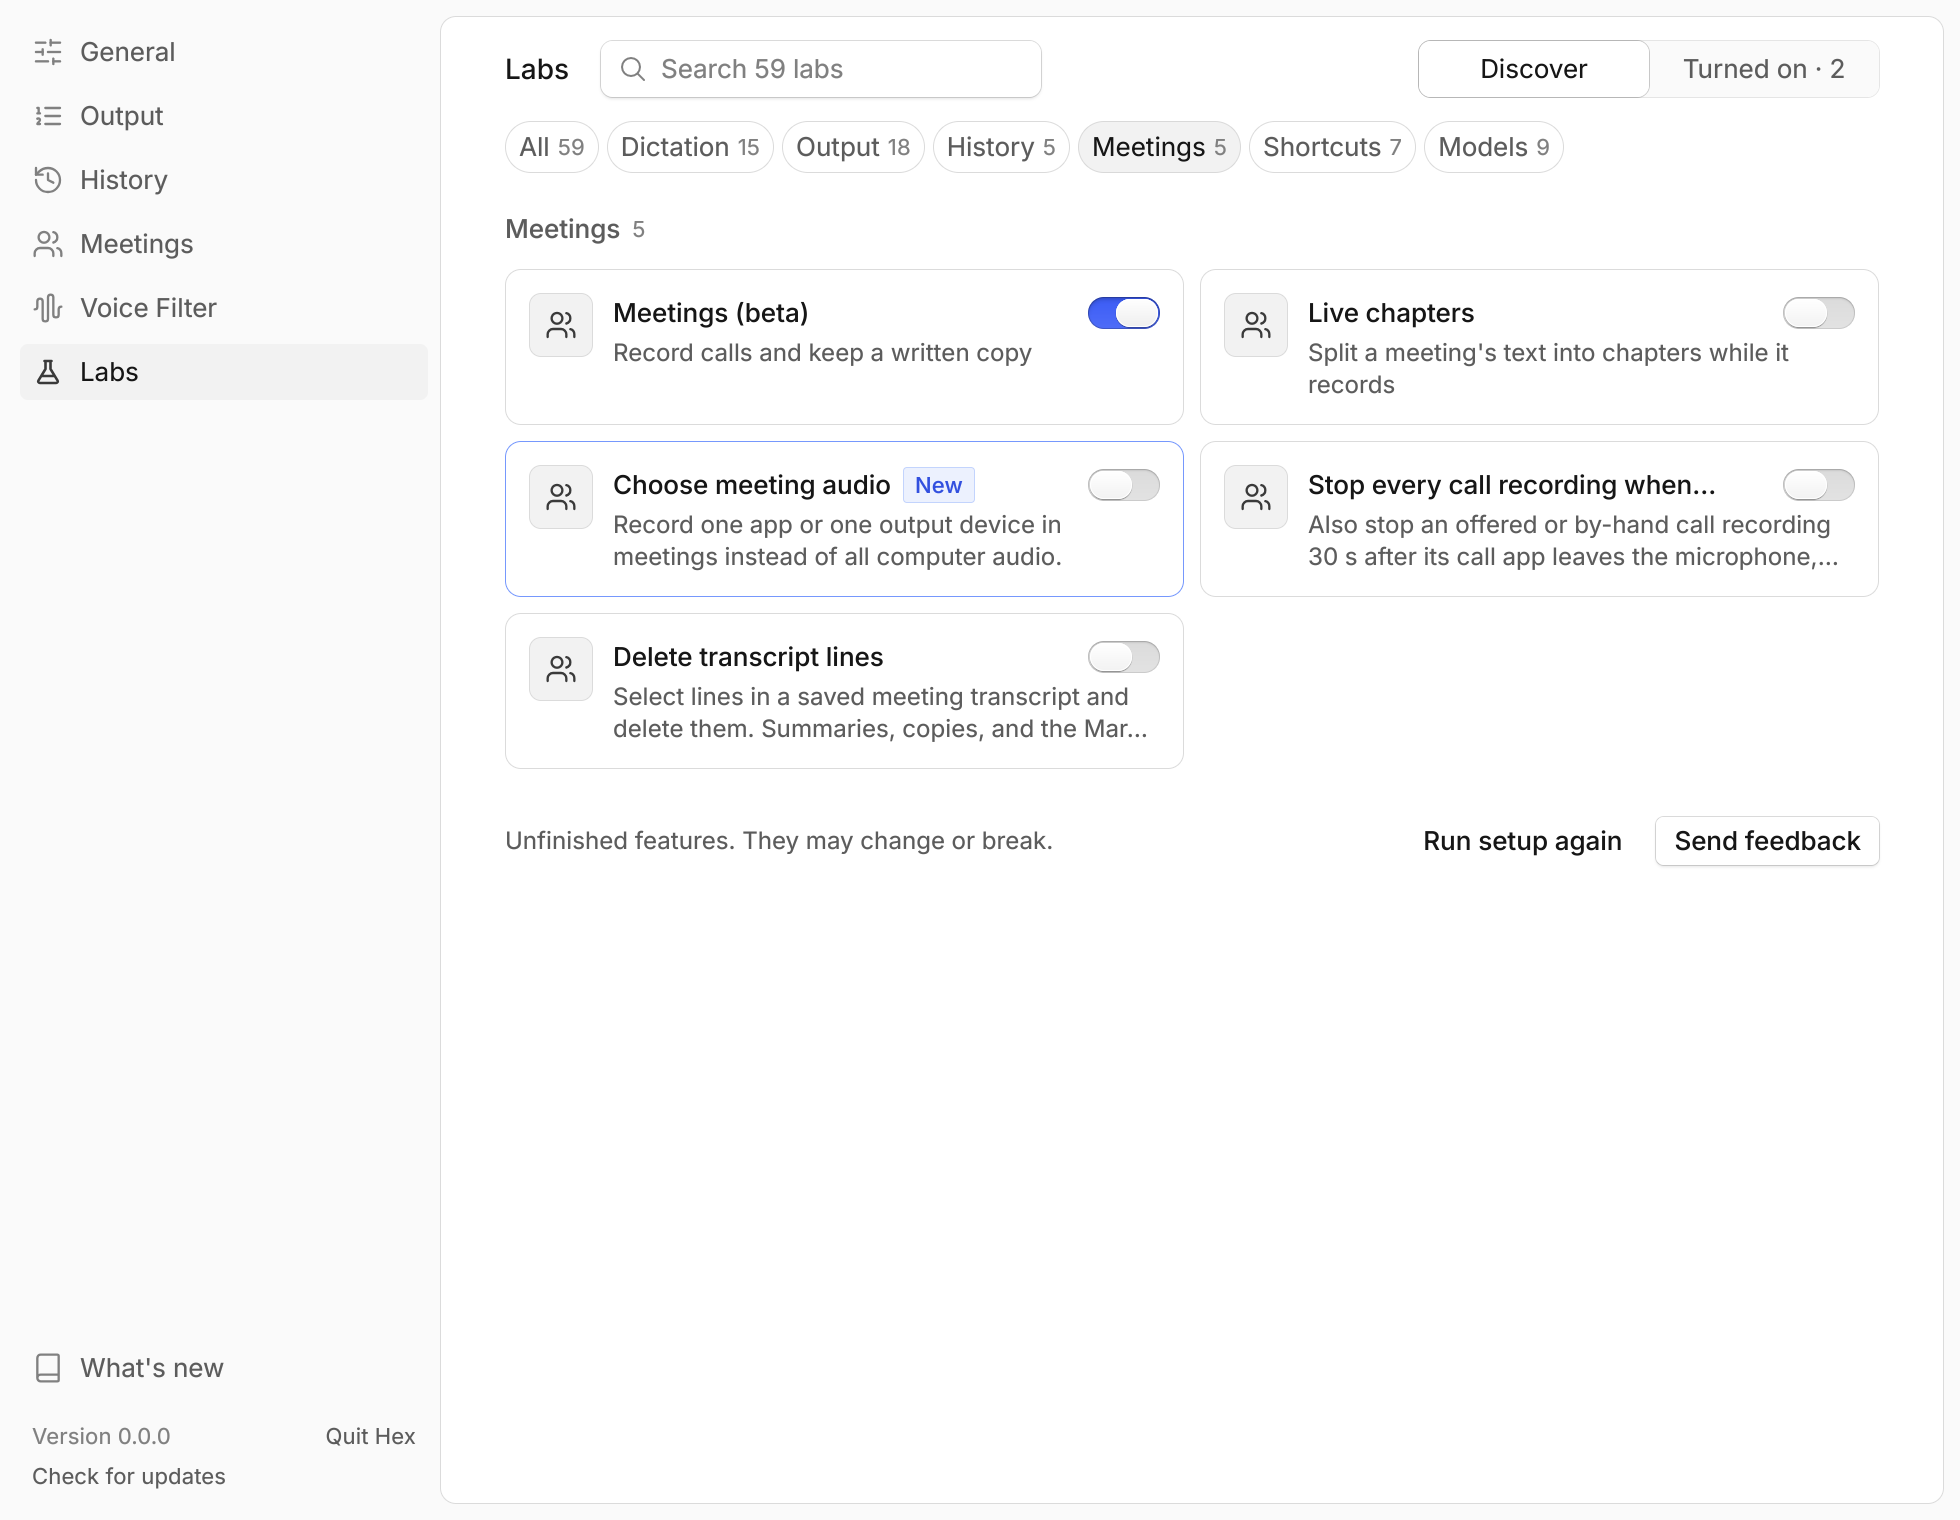 General
Output
History
Meetings
Voice Filter
Labs
What's new
Version 0.0.0
Quit Hex
Check for updates
Labs
Search 59 labs
Discover
Turned on · 2
All 59
Dictation 15
Output 18
History 5
Meetings 5
Shortcuts 7
Models 9
Meetings 5
Meetings (beta)
Record calls and keep a written copy
Live chapters
Split a meeting's text into chapters while it
records
Choose meeting audio New
Record one app or one output device in
meetings instead of all computer audio.
Stop every call recording when...
Also stop an offered or by-hand call recording
30 s after its call app leaves the microphone,...
Delete transcript lines
Select lines in a saved meeting transcript and
delete them. Summaries, copies, and the Mar...
Unfinished features. They may change or break.
Run setup again
Send feedback